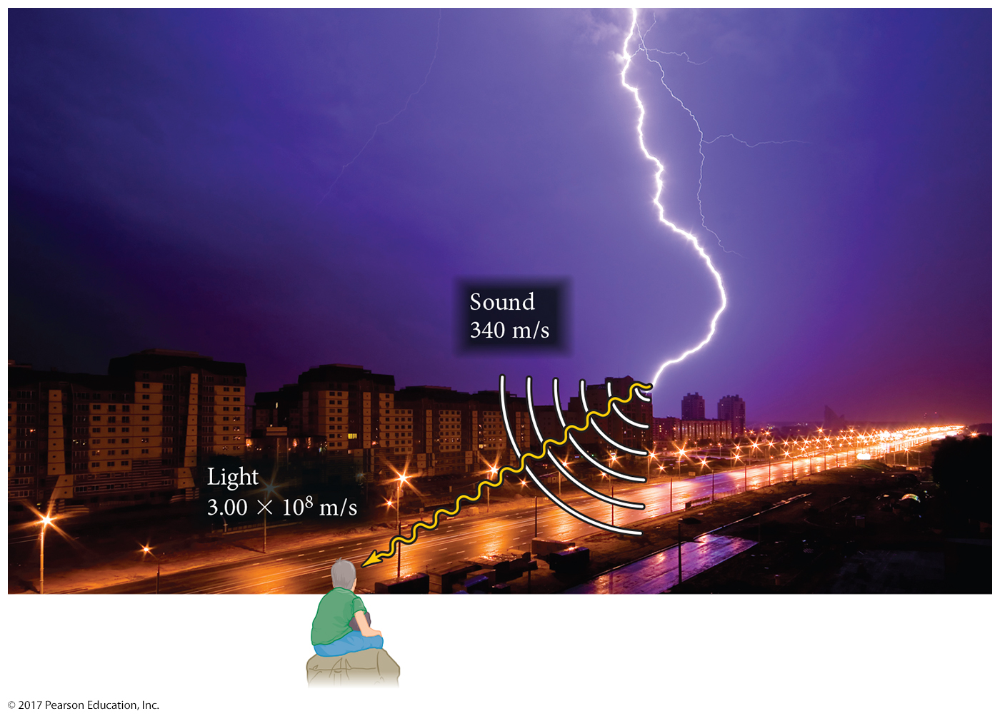 Sound
340 m/s
Light
3.00 × 10⁸ m/s
© 2017 Pearson Education, Inc.